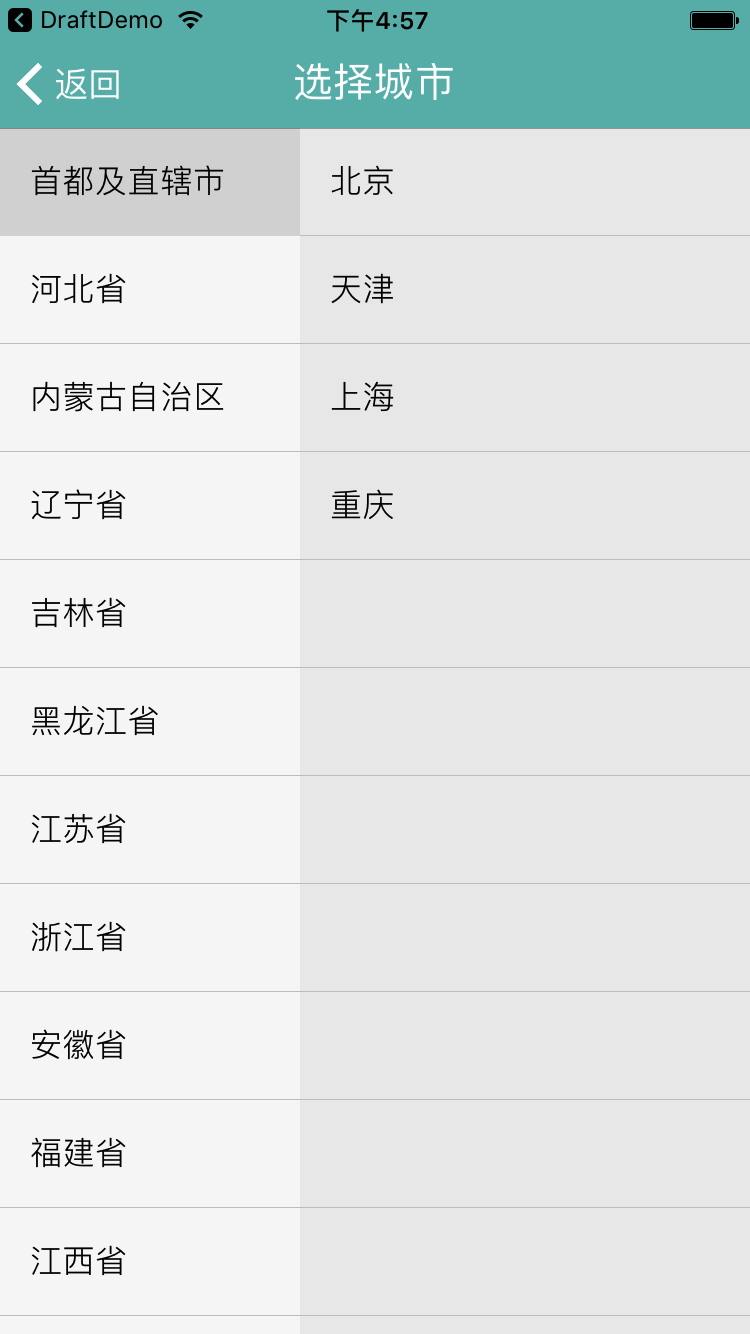 DraftDemo 下午4:57
返回 选择城市
首都及直辖市 北京
河北省 天津
内蒙古自治区 上海
辽宁省 重庆
吉林省
黑龙江省
江苏省
浙江省
安徽省
福建省
江西省